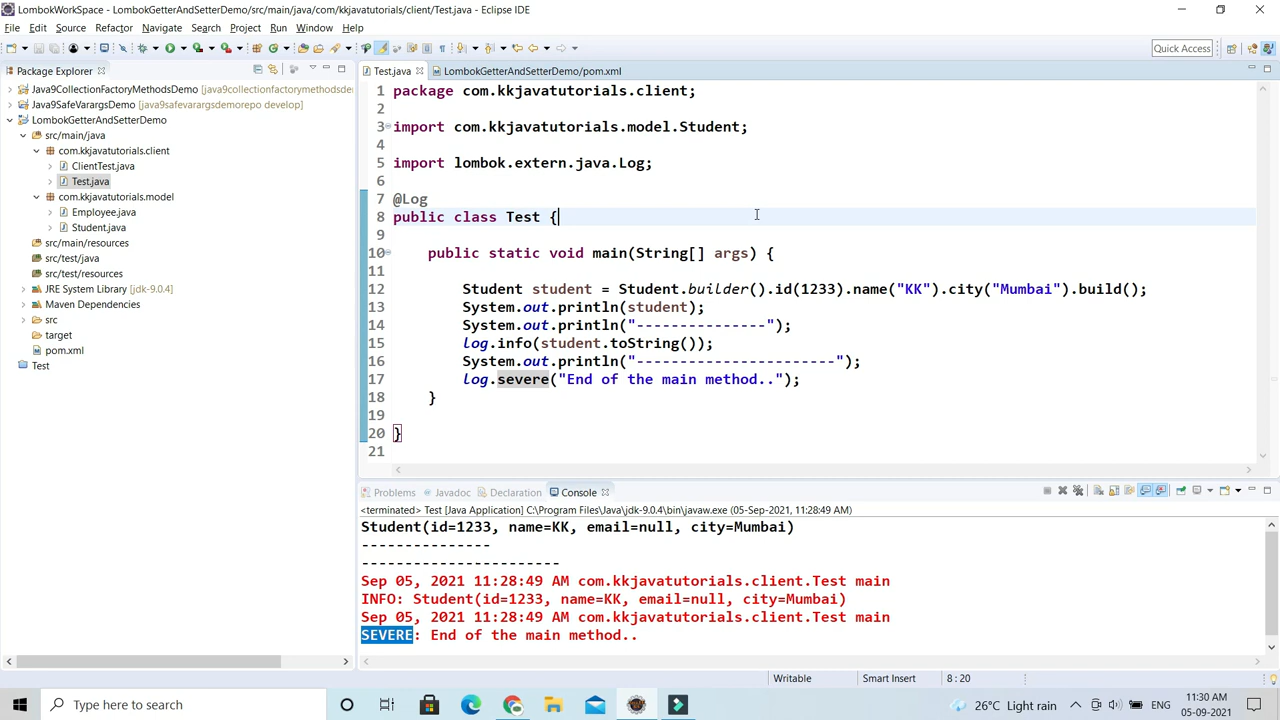 LombokWorkSpace - LombokGetterAndSetterDemo/src/main/java/com/kkjavatutorials/client/Test.java - Eclipse IDE
File Edit Source Refactor Navigate Search Project Run Window Help
Quick Access
Package Explorer
Java9CollectionFactoryMethodsDemo [java9collectionfactorymethodsde
Java9SafeVarargsDemo [java9safevarargsdemorepo develop]
LombokGetterAndSetterDemo
src/main/java
com.kkjavatutorials.client
ClientTest.java
Test.java
com.kkjavatutorials.model
Employee.java
Student.java
src/main/resources
src/test/java
src/test/resources
JRE System Library [jdk-9.0.4]
Maven Dependencies
src
target
pom.xml
Test
Test.java LombokGetterAndSetterDemo/pom.xml
1 package com.kkjavatutorials.client;
2
3 import com.kkjavatutorials.model.Student;
4
5 import lombok.extern.java.Log;
6
7 @Log
8 public class Test {
9
10 public static void main(String[] args) {
11
12 Student student = Student.builder().id(1233).name("KK").city("Mumbai").build();
13 System.out.println(student);
14 System.out.println("---------------");
15 log.info(student.toString());
16 System.out.println("-----------------------");
17 log.severe("End of the main method..");
18 }
19
20 }
21
Problems Javadoc Declaration Console
<terminated> Test [Java Application] C:\Program Files\Java\jdk-9.0.4\bin\javaw.exe (05-Sep-2021, 11:28:49 AM)
Student(id=1233, name=KK, email=null, city=Mumbai)
---------------
-----------------------
Sep 05, 2021 11:28:49 AM com.kkjavatutorials.client.Test main
INFO: Student(id=1233, name=KK, email=null, city=Mumbai)
Sep 05, 2021 11:28:49 AM com.kkjavatutorials.client.Test main
SEVERE: End of the main method..
Writable Smart Insert 8 : 20
Type here to search
26°C Light rain
ENG
11:30 AM
05-09-2021